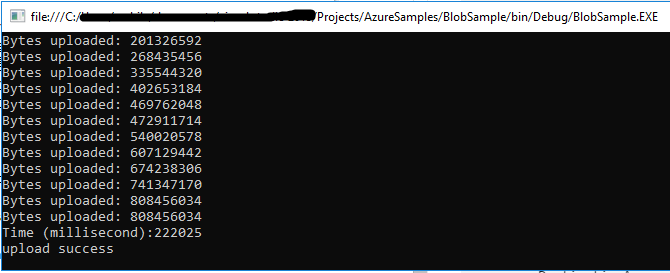 file:///C:/ /Projects/AzureSamples/BlobSample/bin/Debug/BlobSample.EXE
Bytes uploaded: 201326592
Bytes uploaded: 268435456
Bytes uploaded: 335544320
Bytes uploaded: 402653184
Bytes uploaded: 469762048
Bytes uploaded: 472911714
Bytes uploaded: 540020578
Bytes uploaded: 607129442
Bytes uploaded: 674238306
Bytes uploaded: 741347170
Bytes uploaded: 808456034
Bytes uploaded: 808456034
Time (millisecond):222025
upload success